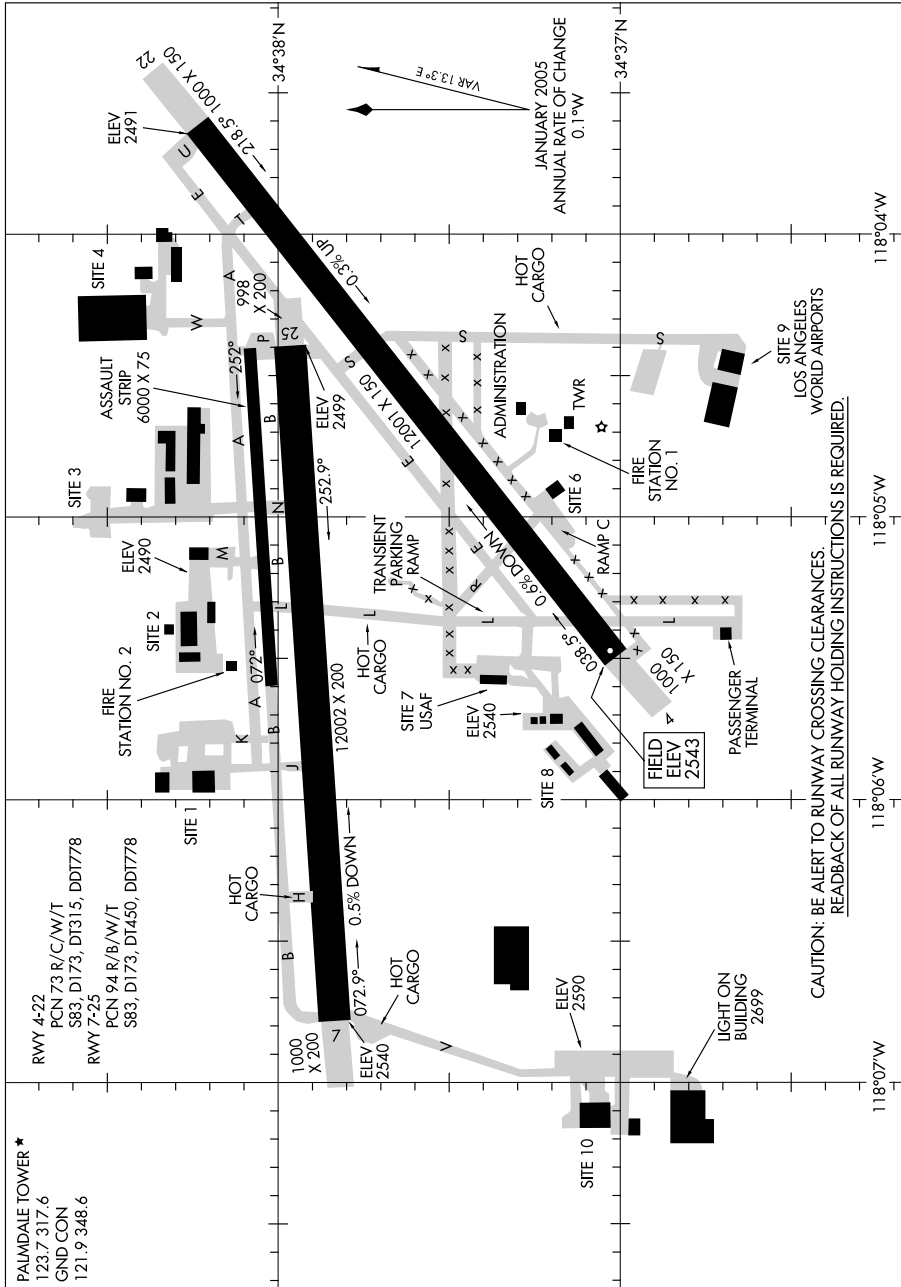 PALMDALE TOWER ★
123.7 317.6
GND CON
121.9 348.6
RWY 4-22
PCN 73 R/C/W/T
S83, D173, DT315, DDT778
RWY 7-25
PCN 94 R/B/W/T
S83, D173, DT450, DDT778
SITE 1
FIRE
STATION NO. 2
SITE 2
ELEV
2490
SITE 3
ASSAULT
STRIP
6000 X 75
SITE 4
ELEV
2491
22
218.5°
1000 X 150
34°38'N
U
E
T
A
998
X 200
W
P
25
252°
A
B
ELEV
2499
252.9°
N
B
M
L
072°
A
B
K
J
12002 X 200
HOT
CARGO
H
B
0.5% DOWN
072.9°
7
1000
X 200
ELEV
2540
HOT
CARGO
V
0.3% UP
12001 X 150
S
E
0.6% DOWN
038.5°
R
E
L
HOT
CARGO
L
TRANSIENT
PARKING
RAMP
ADMINISTRATION
TWR
FIRE
STATION
NO. 1
SITE 6
RAMP C
HOT
CARGO
S
S
SITE 9
LOS ANGELES
WORLD AIRPORTS
SITE 7
USAF
ELEV
2540
SITE 8
FIELD
ELEV
2543
1000
X 150
4
L
PASSENGER
TERMINAL
VAR 13.3° E
JANUARY 2005
ANNUAL RATE OF CHANGE
0.1°W
34°37'N
ELEV
2590
SITE 10
LIGHT ON
BUILDING
2699
CAUTION: BE ALERT TO RUNWAY CROSSING CLEARANCES.
READBACK OF ALL RUNWAY HOLDING INSTRUCTIONS IS REQUIRED.
118°07'W
118°06'W
118°05'W
118°04'W